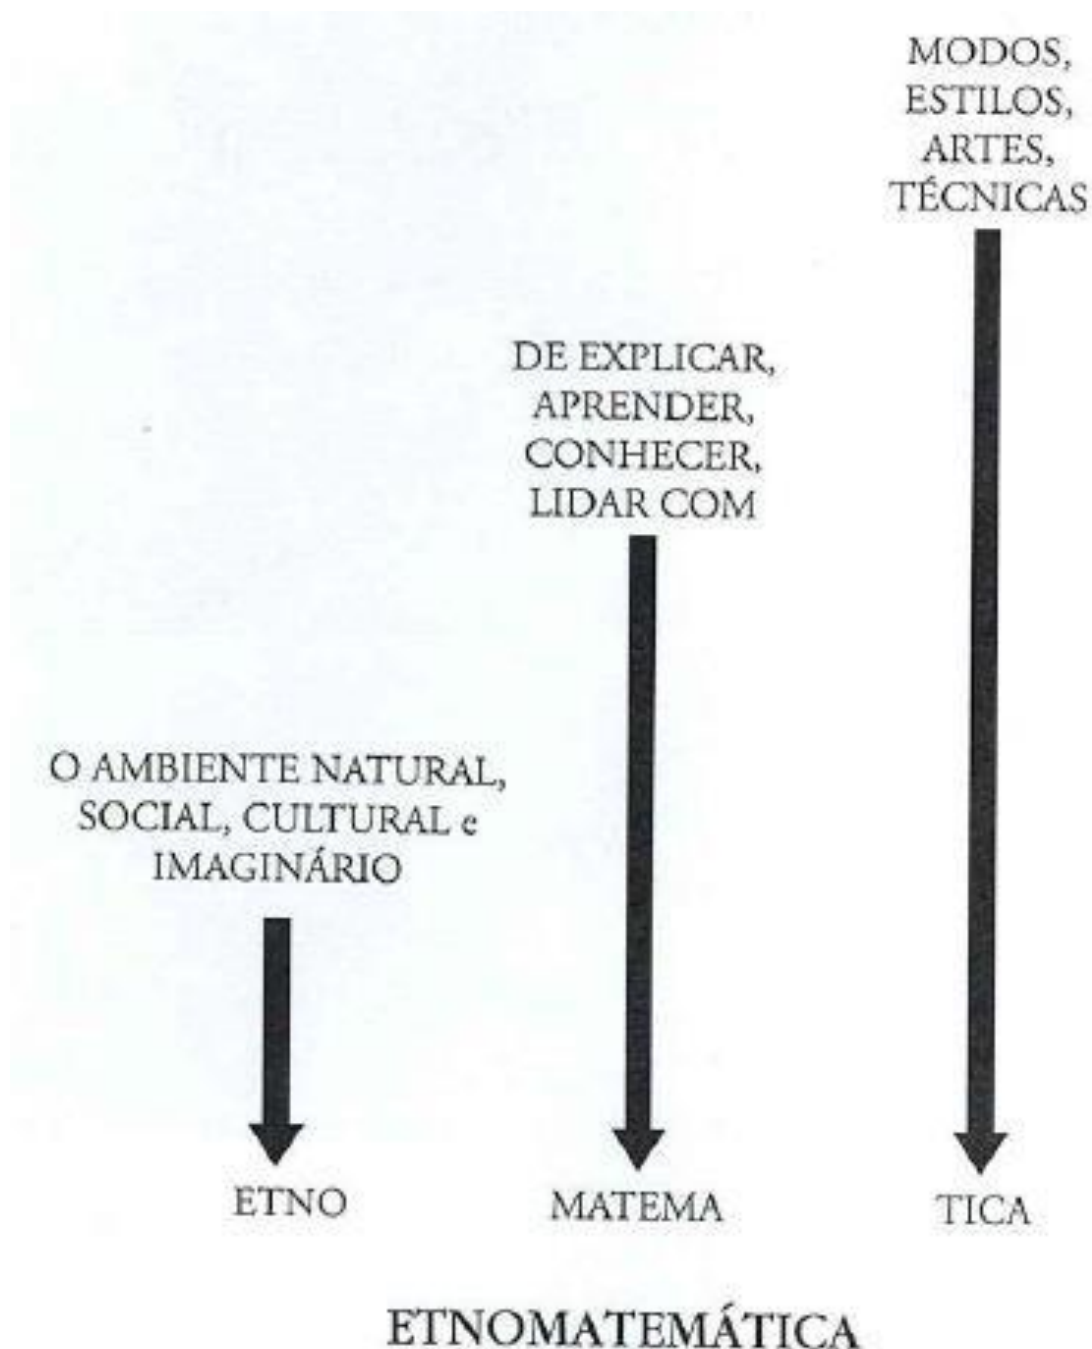 MODOS,
ESTILOS,
ARTES,
TÉCNICAS
DE EXPLICAR,
APRENDER,
CONHECER,
LIDAR COM
O AMBIENTE NATURAL,
SOCIAL, CULTURAL e
IMAGINÁRIO
ETNO
MATEMA
TICA
ETNOMATEMÁTICA